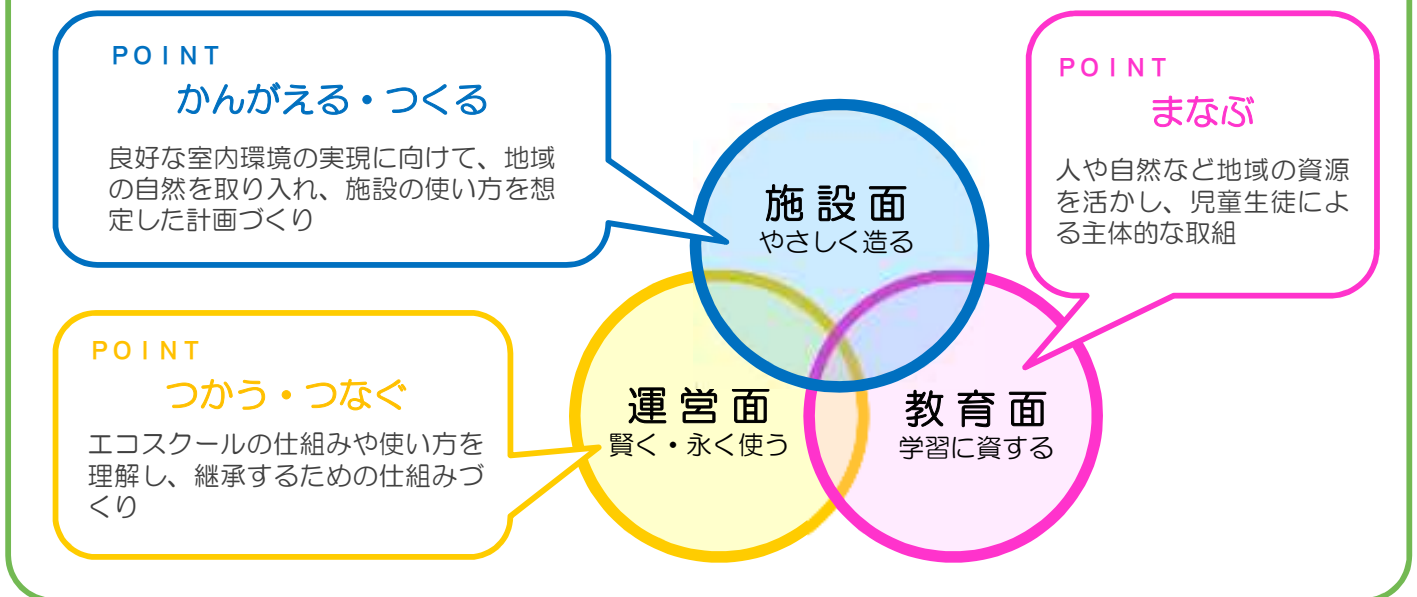 POINT
かんがえる・つくる
良好な室内環境の実現に向けて、地域
の自然を取り入れ、施設の使い方を想
定した計画づくり
POINT
まなぶ
人や自然など地域の資源
を活かし、児童生徒によ
る主体的な取組
施設面
やさしく造る
POINT
つかう・つなぐ
エコスクールの仕組みや使い方を
理解し、継承するための仕組みづ
くり
運営面
賢く・永く使う
教育面
学習に資する